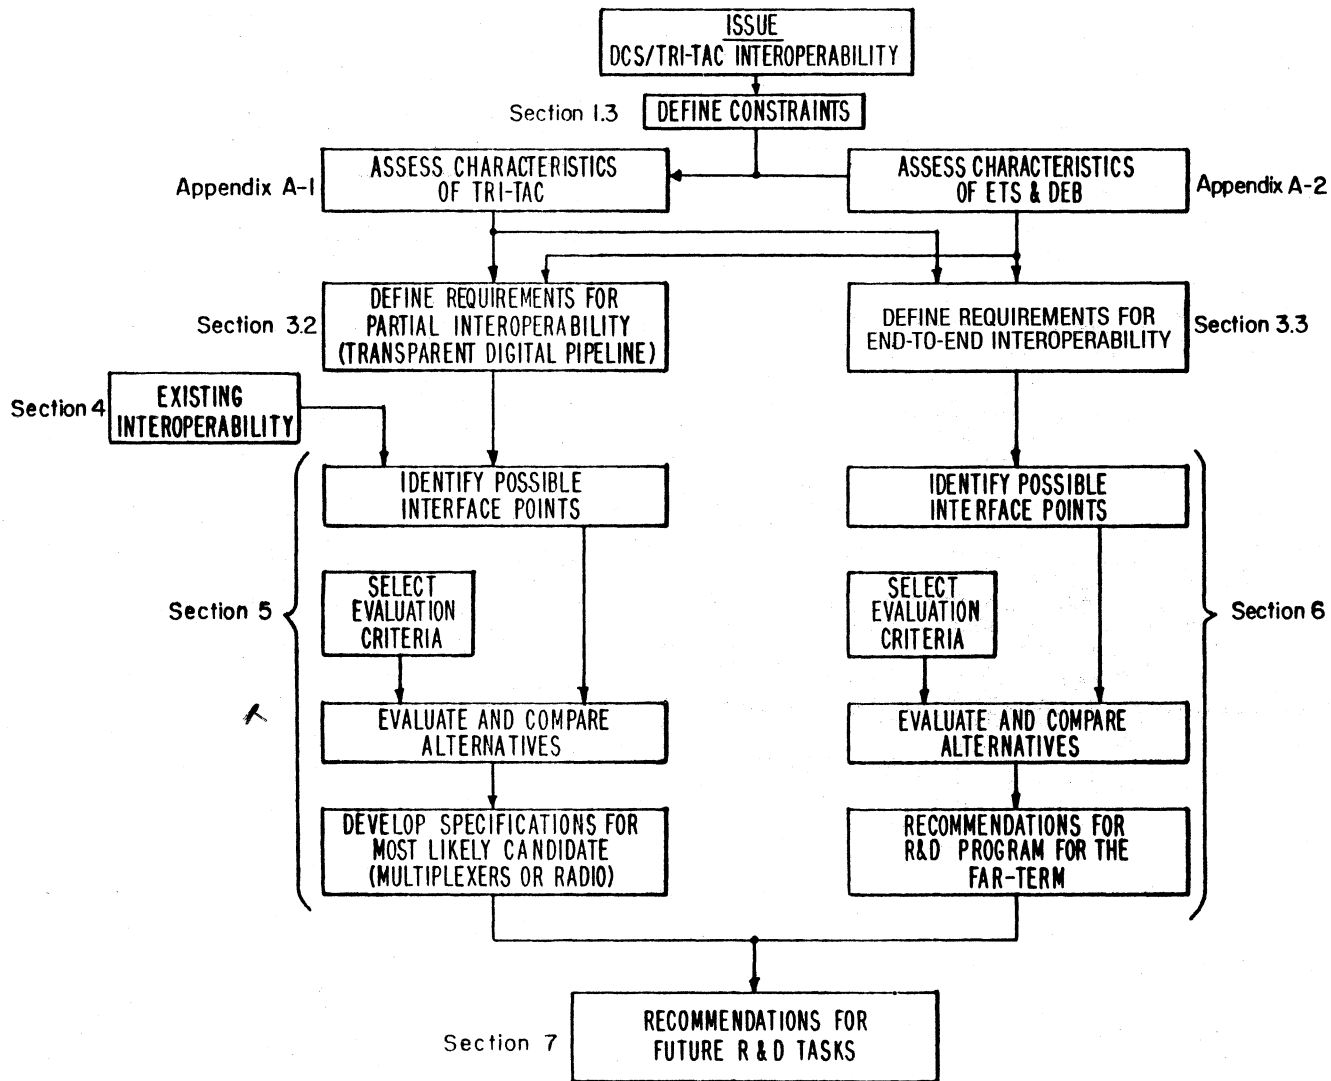 ISSUE
DCS/TRI-TAC INTEROPERABILITY
Section 1.3
DEFINE CONSTRAINTS
Appendix A-1
ASSESS CHARACTERISTICS
OF TRI-TAC
ASSESS CHARACTERISTICS
OF ETS & DEB
Appendix A-2
Section 3.2
DEFINE REQUIREMENTS FOR
PARTIAL INTEROPERABILITY
(TRANSPARENT DIGITAL PIPELINE)
DEFINE REQUIREMENTS FOR
END-TO-END INTEROPERABILITY
Section 3.3
Section 4
EXISTING
INTEROPERABILITY
IDENTIFY POSSIBLE
INTERFACE POINTS
IDENTIFY POSSIBLE
INTERFACE POINTS
Section 5
SELECT
EVALUATION
CRITERIA
SELECT
EVALUATION
CRITERIA
Section 6
EVALUATE AND COMPARE
ALTERNATIVES
EVALUATE AND COMPARE
ALTERNATIVES
DEVELOP SPECIFICATIONS FOR
MOST LIKELY CANDIDATE
(MULTIPLEXERS OR RADIO)
RECOMMENDATIONS FOR
R&D PROGRAM FOR THE
FAR-TERM
Section 7
RECOMMENDATIONS FOR
FUTURE R & D TASKS